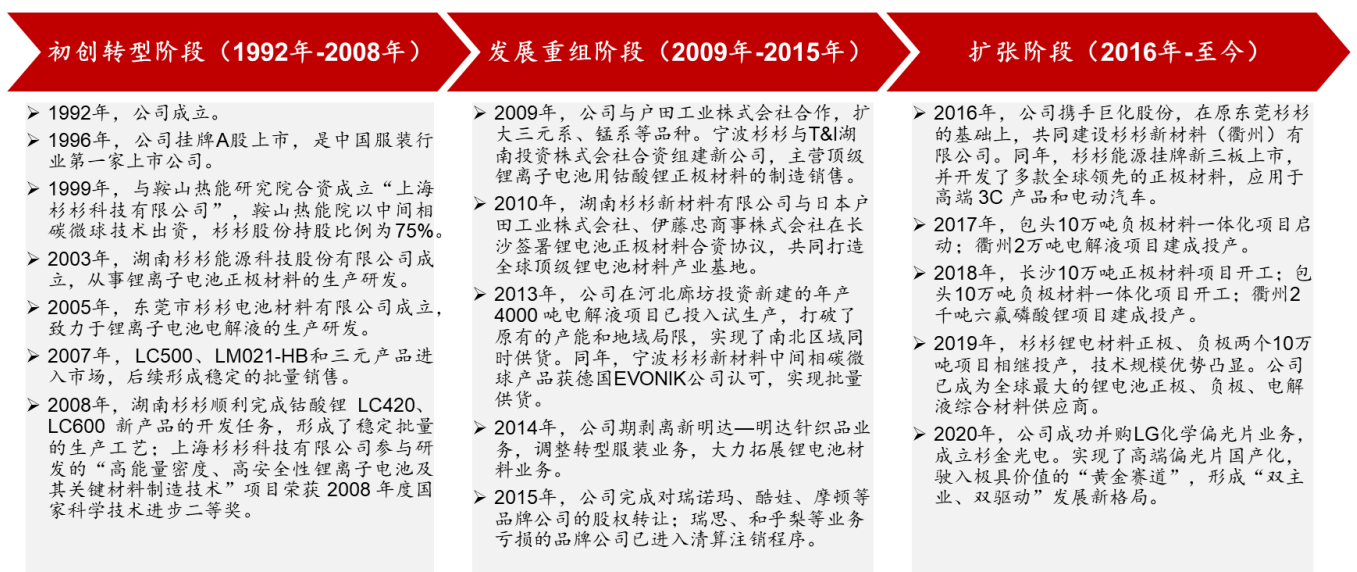 初创转型阶段（1992年-2008年）
➢ 1992年，公司成立。
➢ 1996年，公司挂牌A股上市，是中国服装行
业第一家上市公司。
➢ 1999年，与鞍山热能研究院合资成立“上海
杉杉科技有限公司”，鞍山热能院以中间相
碳微球技术出资，杉杉股份持股比例为75%。
➢ 2003年，湖南杉杉能源科技股份有限公司成
立，从事锂离子电池正极材料的生产研发。
➢ 2005年，东莞市杉杉电池材料有限公司成立，
致力于锂离子电池电解液的生产研发。
➢ 2007年，LC500、LM021-HB和三元产品进
入市场，后续形成稳定的批量销售。
➢ 2008年，湖南杉杉顺利完成钴酸锂 LC420、
LC600 新产品的开发任务，形成了稳定批量
的生产工艺；上海杉杉科技有限公司参与研
发的“高能量密度、高安全性锂离子电池及
其关键材料制造技术”项目荣获 2008 年度国
家科学技术进步二等奖。
发展重组阶段（2009年-2015年）
➢ 2009年，公司与户田工业株式会社合作，扩
大三元系、锰系等品种。宁波杉杉与T&I湖
南投资株式会社合资组建新公司，主营顶级
锂离子电池用钴酸锂正极材料的制造销售。
➢ 2010年，湖南杉杉新材料有限公司与日本户
田工业株式会社、伊藤忠商事株式会社在长
沙签署锂电池正极材料合资协议，共同打造
全球顶级锂电池材料产业基地。
➢ 2013年，公司在河北廊坊投资新建的年产
4000 吨电解液项目已投入试生产，打破了
原有的产能和地域局限，实现了南北区域同
时供货。同年，宁波杉杉新材料中间相碳微
球产品获德国EVONIK公司认可，实现批量
供货。
➢ 2014年，公司期剥离新明达—明达针织品业
务，调整转型服装业务，大力拓展锂电池材
料业务。
➢ 2015年，公司完成对瑞诺玛、酷娃、摩顿等
品牌公司的股权转让；瑞思、和乎梨等业务
亏损的品牌公司已进入清算注销程序。
扩张阶段（2016年-至今）
➢ 2016年，公司携手巨化股份，在原东莞杉杉
的基础上，共同建设杉杉新材料（衢州）有
限公司。同年，杉杉能源挂牌新三板上市，
并开发了多款全球领先的正极材料，应用于
高端 3C 产品和电动汽车。
➢ 2017年，包头10万吨负极材料一体化项目启
动；衢州2万吨电解液项目建成投产。
➢ 2018年，长沙10万吨正极材料项目开工；包
头10万吨负极材料一体化项目开工；衢州2
千吨六氟磷酸锂项目建成投产。
➢ 2019年，杉杉锂电材料正极、负极两个10万
吨项目相继投产，技术规模优势凸显。公司
已成为全球最大的锂电池正极、负极、电解
液综合材料供应商。
➢ 2020年，公司成功并购LG化学偏光片业务，
成立杉金光电。实现了高端偏光片国产化，
驶入极具价值的“黄金赛道”，形成“双主
业、双驱动”发展新格局。